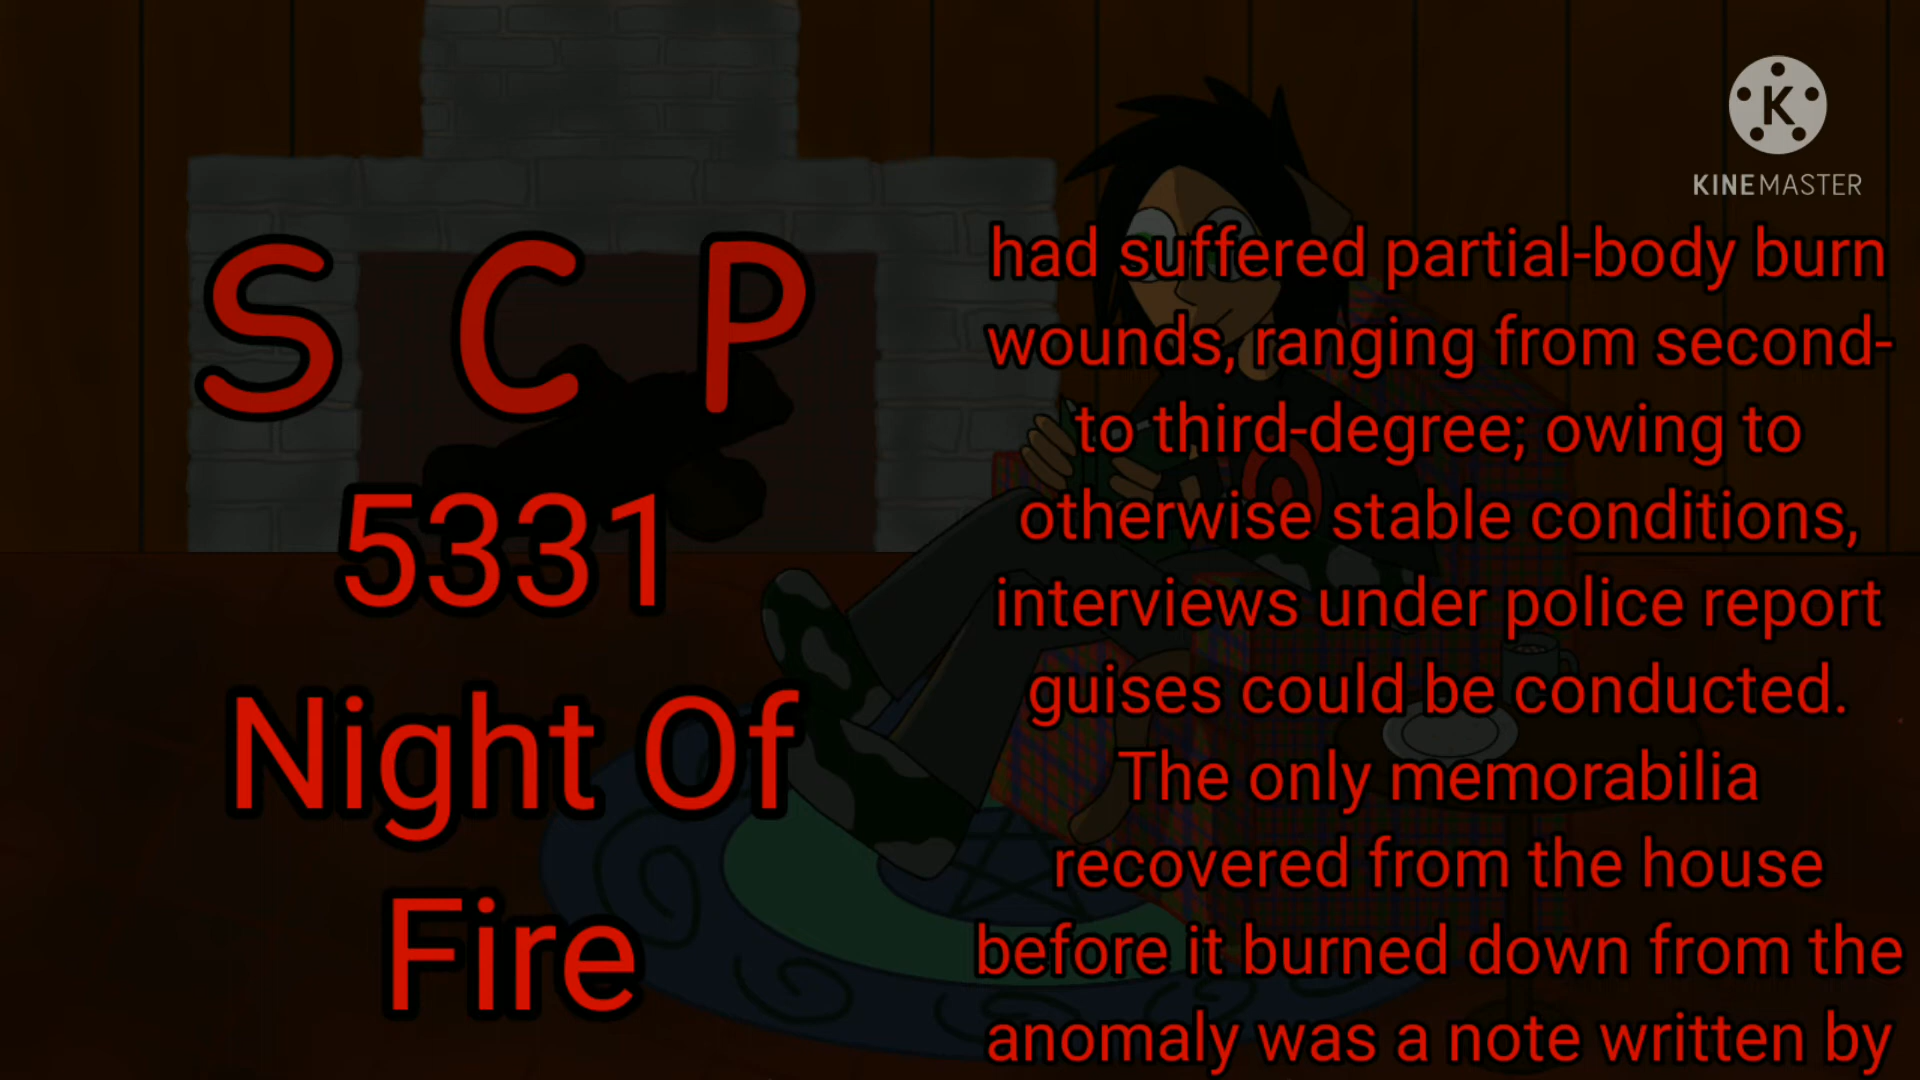 SCP
5331
Night Of
Fire
KINEMASTER
had suffered partial-body burn
wounds, ranging from second-
to third-degree; owing to
otherwise stable conditions,
interviews under police report
guises could be conducted.
The only memorabilia
recovered from the house
before it burned down from the
anomaly was a note written by